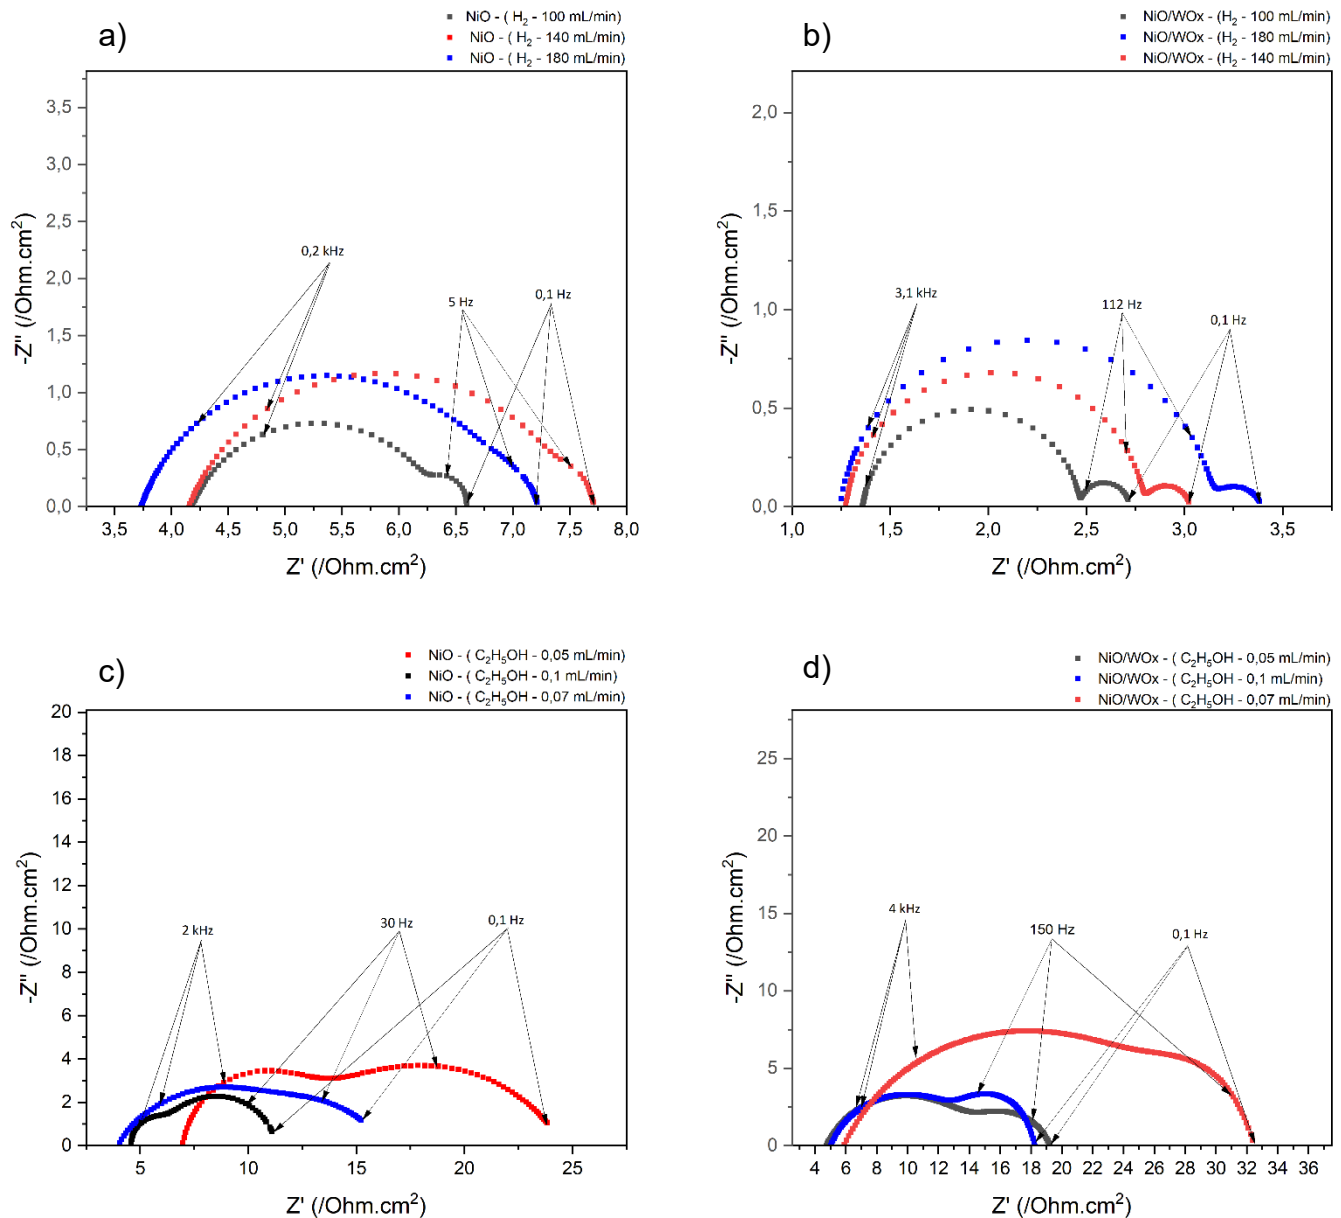 a)
NiO - ( H₂ - 100 mL/min)
NiO - ( H₂ - 140 mL/min)
NiO - ( H₂ - 180 mL/min)
3,5
3,0
2,5
2,0
1,5
1,0
0,5
0,0
-Z'' (/Ohm.cm²)
0,2 kHz
5 Hz
0,1 Hz
3,5 4,0 4,5 5,0 5,5 6,0 6,5 7,0 7,5 8,0
Z' (/Ohm.cm²)
b)
NiO/WOx - (H₂ - 100 mL/min)
NiO/WOx - (H₂ - 180 mL/min)
NiO/WOx - (H₂ - 140 mL/min)
2,0
1,5
1,0
0,5
0,0
-Z'' (/Ohm.cm²)
3,1 kHz
112 Hz
0,1 Hz
1,0 1,5 2,0 2,5 3,0 3,5
Z' (/Ohm.cm²)
c)
NiO - ( C₂H₅OH - 0,05 mL/min)
NiO - ( C₂H₅OH - 0,1 mL/min)
NiO - ( C₂H₅OH - 0,07 mL/min)
20
18
16
14
12
10
8
6
4
2
0
-Z'' (/Ohm.cm²)
2 kHz
30 Hz
0,1 Hz
5 10 15 20 25
Z' (/Ohm.cm²)
d)
NiO/WOx - ( C₂H₅OH - 0,05 mL/min)
NiO/WOx - ( C₂H₅OH - 0,1 mL/min)
NiO/WOx - ( C₂H₅OH - 0,07 mL/min)
25
20
15
10
5
0
-Z'' (/Ohm.cm²)
4 kHz
150 Hz
0,1 Hz
4 6 8 10 12 14 16 18 20 22 24 26 28 30 32 34 36
Z' (/Ohm.cm²)